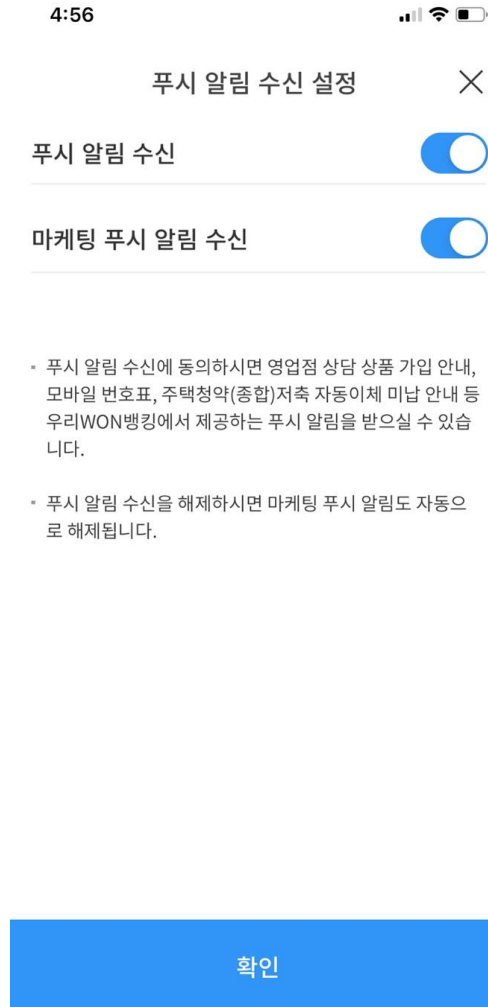 4:56
푸시 알림 수신 설정
푸시 알림 수신
마케팅 푸시 알림 수신
푸시 알림 수신에 동의하시면 영업점 상담 상품 가입 안내,
모바일 번호표, 주택청약(종합)저축 자동이체 미납 안내 등
우리WON뱅킹에서 제공하는 푸시 알림을 받으실 수 있습
니다.
푸시 알림 수신을 해제하시면 마케팅 푸시 알림도 자동으
로 해제됩니다.
확인